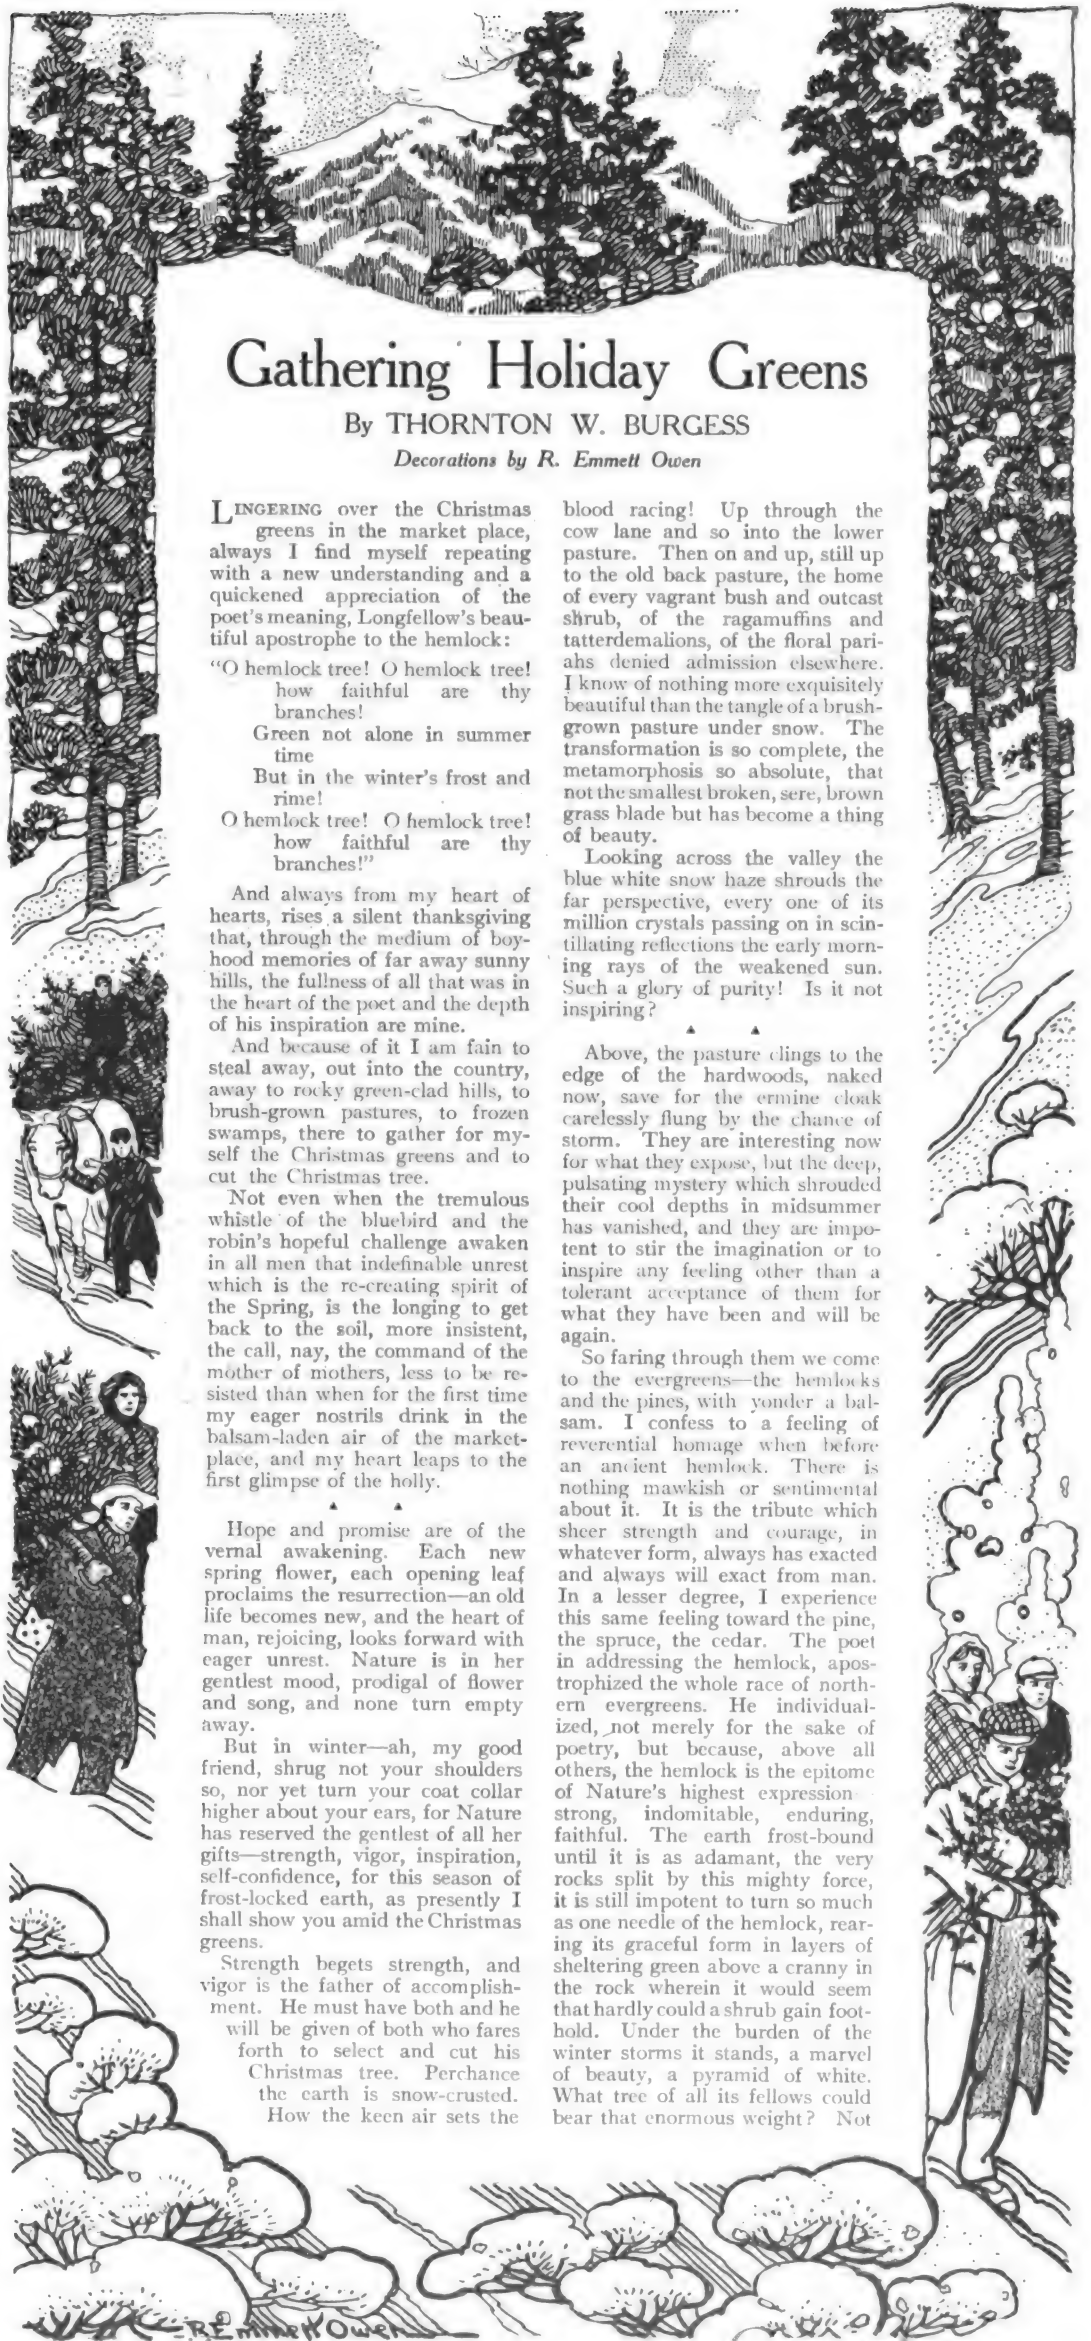 Gathering Holiday Greens
By THORNTON W. BURGESS
Decorations by R. Emmett Owen
LINGERING over the Christmas
greens in the market place,
always I find myself repeating
with a new understanding and a
quickened appreciation of the
poet's meaning, Longfellow's beau-
tiful apostrophe to the hemlock:
"O hemlock tree! O hemlock tree!
how faithful are thy
branches!
Green not alone in summer
time
But in the winter's frost and
rime!
O hemlock tree! O hemlock tree!
how faithful are thy
branches!"
And always from my heart of
hearts, rises a silent thanksgiving
that, through the medium of boy-
hood memories of far away sunny
hills, the fullness of all that was in
the heart of the poet and the depth
of his inspiration are mine.
And because of it I am fain to
steal away, out into the country,
away to rocky green-clad hills, to
brush-grown pastures, to frozen
swamps, there to gather for my-
self the Christmas greens and to
cut the Christmas tree.
Not even when the tremulous
whistle of the bluebird and the
robin's hopeful challenge awaken
in all men that indefinable unrest
which is the re-creating spirit of
the Spring, is the longing to get
back to the soil, more insistent,
the call, nay, the command of the
mother of mothers, less to be re-
sisted than when for the first time
my eager nostrils drink in the
balsam-laden air of the market-
place, and my heart leaps to the
first glimpse of the holly.
Hope and promise are of the
vernal awakening. Each new
spring flower, each opening leaf
proclaims the resurrection—an old
life becomes new, and the heart of
man, rejoicing, looks forward with
eager unrest. Nature is in her
gentlest mood, prodigal of flower
and song, and none turn empty
away.
But in winter—ah, my good
friend, shrug not your shoulders
so, nor yet turn your coat collar
higher about your ears, for Nature
has reserved the gentlest of all her
gifts—strength, vigor, inspiration,
self-confidence, for this season of
frost-locked earth, as presently I
shall show you amid the Christmas
greens.
Strength begets strength, and
vigor is the father of accomplish-
ment. He must have both and he
will be given of both who fares
forth to select and cut his
Christmas tree. Perchance
the earth is snow-crusted.
How the keen air sets the
blood racing! Up through the
cow lane and so into the lower
pasture. Then on and up, still up
to the old back pasture, the home
of every vagrant bush and outcast
shrub, of the ragamuffins and
tatterdemalions, of the floral pari-
ahs denied admission elsewhere.
I know of nothing more exquisitely
beautiful than the tangle of a brush-
grown pasture under snow. The
transformation is so complete, the
metamorphosis so absolute, that
not the smallest broken, sere, brown
grass blade but has become a thing
of beauty.
Looking across the valley the
blue white snow haze shrouds the
far perspective, every one of its
million crystals passing on in scin-
tillating reflections the early morn-
ing rays of the weakened sun.
Such a glory of purity! Is it not
inspiring?
Above, the pasture clings to the
edge of the hardwoods, naked
now, save for the ermine cloak
carelessly flung by the chance of
storm. They are interesting now
for what they expose, but the deep,
pulsating mystery which shrouded
their cool depths in midsummer
has vanished, and they are impo-
tent to stir the imagination or to
inspire any feeling other than a
tolerant acceptance of them for
what they have been and will be
again.
So faring through them we come
to the evergreens—the hemlocks
and the pines, with yonder a bal-
sam. I confess to a feeling of
reverential homage when before
an ancient hemlock. There is
nothing mawkish or sentimental
about it. It is the tribute which
sheer strength and courage, in
whatever form, always has exacted
and always will exact from man.
In a lesser degree, I experience
this same feeling toward the pine,
the spruce, the cedar. The poet
in addressing the hemlock, apos-
trophized the whole race of north-
ern evergreens. He individual-
ized, not merely for the sake of
poetry, but because, above all
others, the hemlock is the epitome
of Nature's highest expression
strong, indomitable, enduring,
faithful. The earth frost-bound
until it is as adamant, the very
rocks split by this mighty force,
it is still impotent to turn so much
as one needle of the hemlock, rear-
ing its graceful form in layers of
sheltering green above a cranny in
the rock wherein it would seem
that hardly could a shrub gain foot-
hold. Under the burden of the
winter storms it stands, a marvel
of beauty, a pyramid of white.
What tree of all its fellows could
bear that enormous weight? Not
R. Emmett Owen